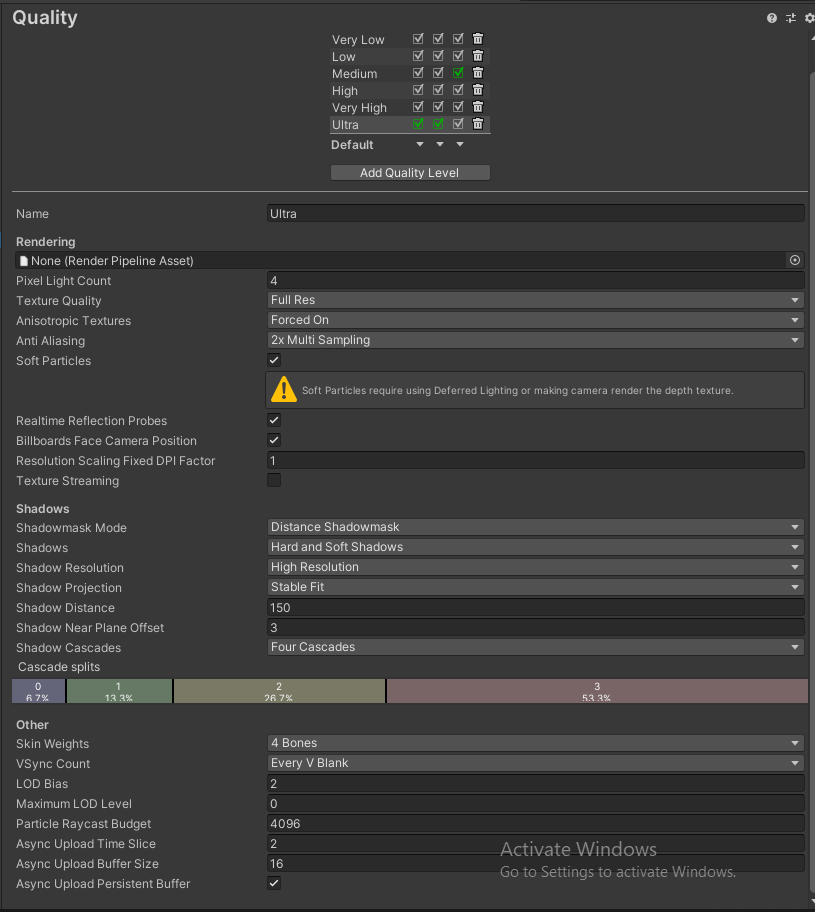 Quality
Very Low
Low
Medium
High
Very High
Ultra
Default
Add Quality Level
Name Ultra
Rendering
None (Render Pipeline Asset)
Pixel Light Count 4
Texture Quality Full Res
Anisotropic Textures Forced On
Anti Aliasing 2x Multi Sampling
Soft Particles
Soft Particles require using Deferred Lighting or making camera render the depth texture.
Realtime Reflection Probes
Billboards Face Camera Position
Resolution Scaling Fixed DPI Factor 1
Texture Streaming
Shadows
Shadowmask Mode Distance Shadowmask
Shadows Hard and Soft Shadows
Shadow Resolution High Resolution
Shadow Projection Stable Fit
Shadow Distance 150
Shadow Near Plane Offset 3
Shadow Cascades Four Cascades
Cascade splits
0 1 2 3
6.7% 13.3% 26.7% 53.3%
Other
Skin Weights 4 Bones
VSync Count Every V Blank
LOD Bias 2
Maximum LOD Level 0
Particle Raycast Budget 4096
Async Upload Time Slice 2
Async Upload Buffer Size 16
Async Upload Persistent Buffer
Activate Windows
Go to Settings to activate Windows.